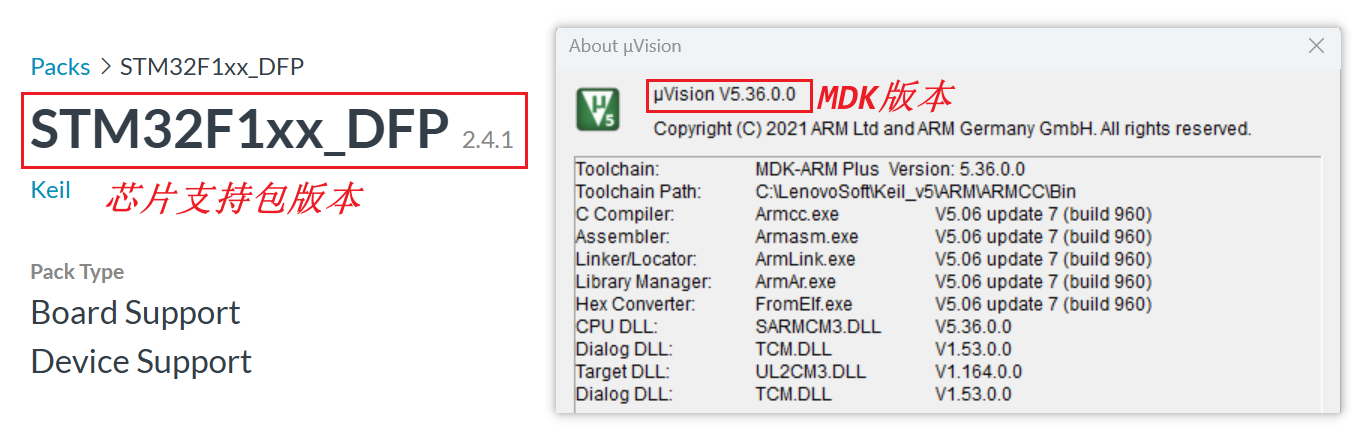 Packs > STM32F1xx_DFP
STM32F1xx_DFP 2.4.1
Keil
芯片支持包版本
Pack Type
Board Support
Device Support
About µVision
µVision V5.36.0.0
MDK版本
Copyright (C) 2021 ARM Ltd and ARM Germany GmbH. All rights reserved.
Toolchain: MDK-ARM Plus Version: 5.36.0.0
Toolchain Path: C:\LenovoSoft\Keil_v5\ARM\ARMCC\Bin
C Compiler: Armcc.exe V5.06 update 7 (build 960)
Assembler: Armasm.exe V5.06 update 7 (build 960)
Linker/Locator: ArmLink.exe V5.06 update 7 (build 960)
Library Manager: ArmAr.exe V5.06 update 7 (build 960)
Hex Converter: FromElf.exe V5.06 update 7 (build 960)
CPU DLL: SARMCM3.DLL V5.36.0.0
Dialog DLL: TCM.DLL V1.53.0.0
Target DLL: UL2CM3.DLL V1.164.0.0
Dialog DLL: TCM.DLL V1.53.0.0